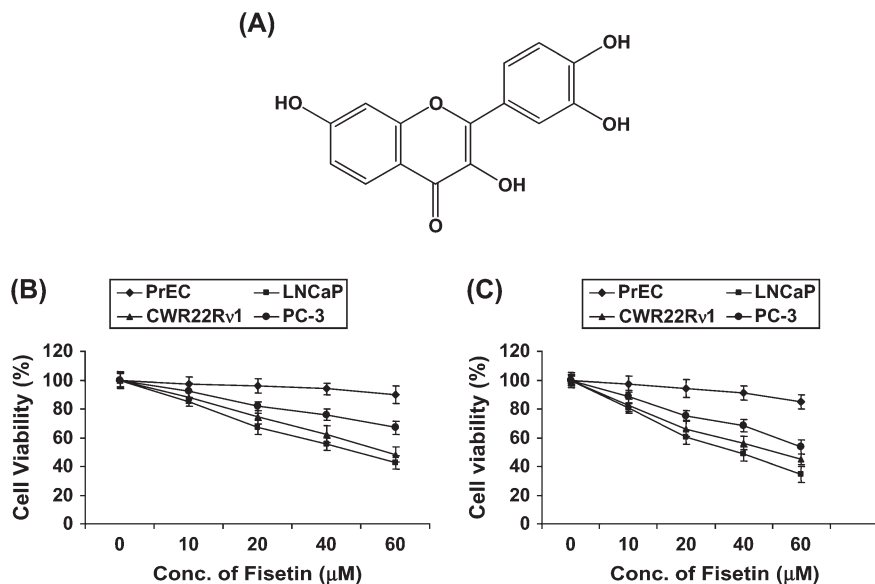 (A)
OH
HO
O
OH
OH
O
(B)
PrEC LNCaP
CWR22Rν1 PC-3
Cell Viability (%)
120
100
80
60
40
20
0
0 10 20 40 60
Conc. of Fisetin (μM)
(C)
PrEC LNCaP
CWR22Rν1 PC-3
Cell viability (%)
120
100
80
60
40
20
0
0 10 20 40 60
Conc. of Fisetin (μM)